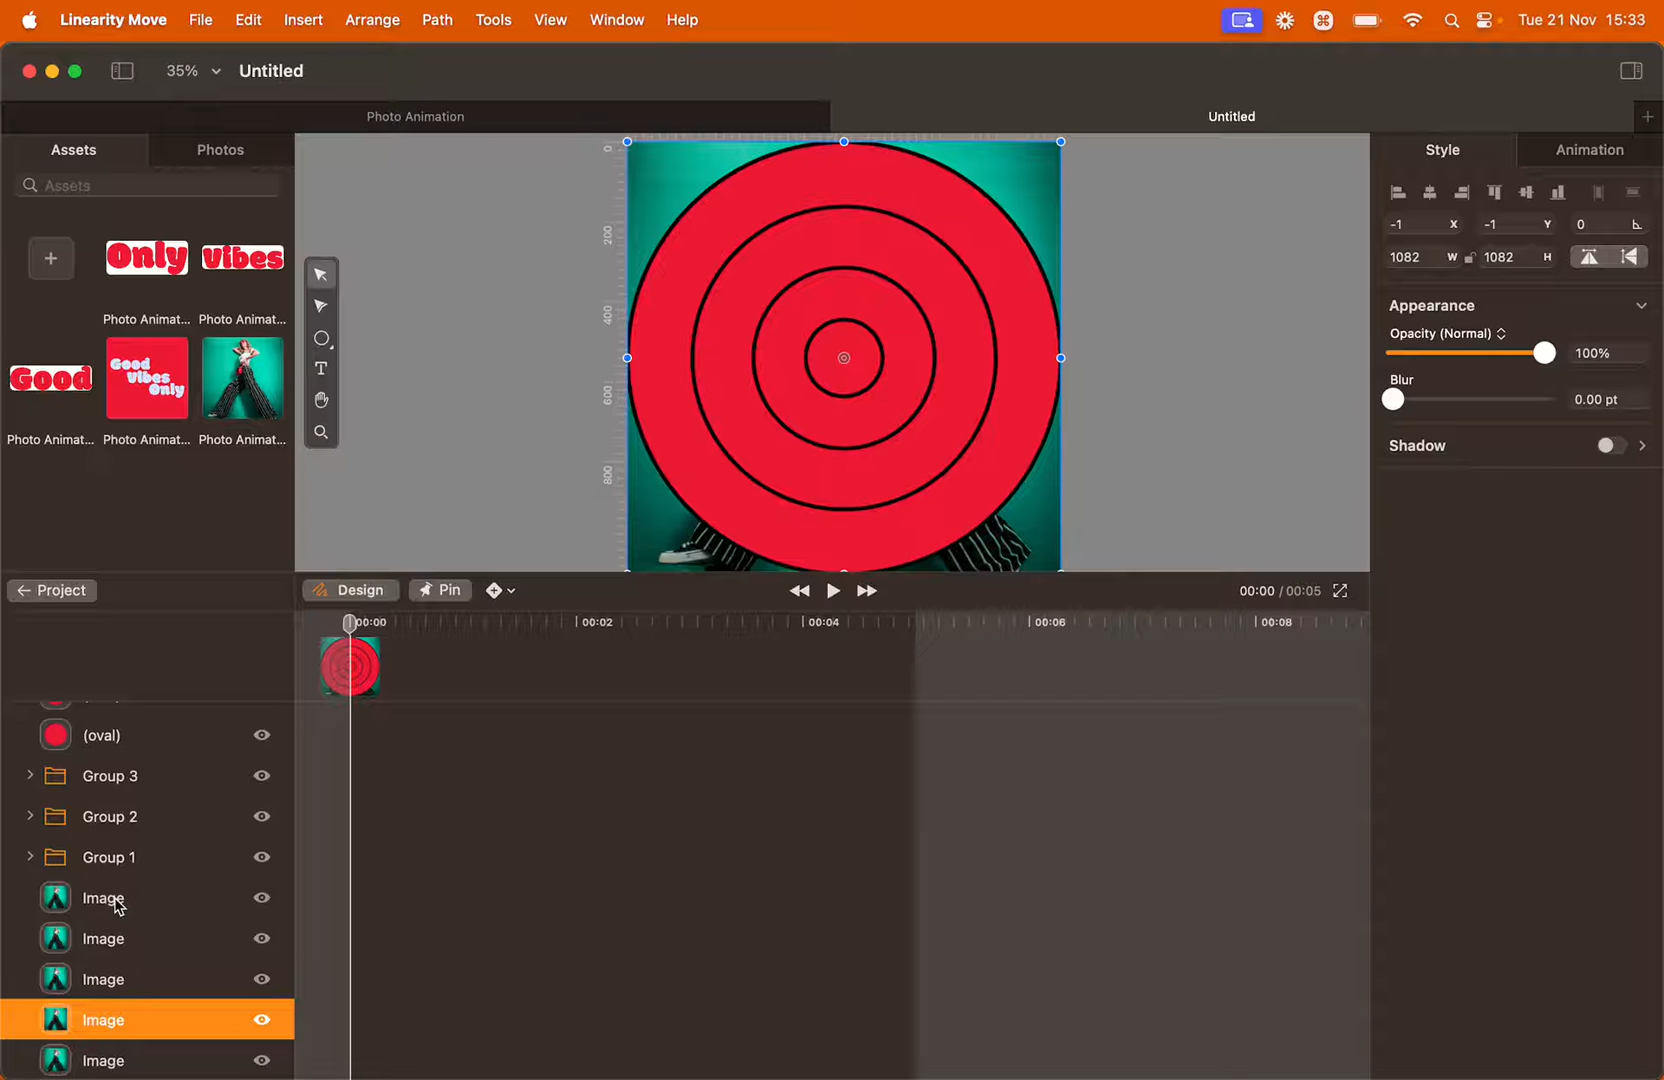 Linearity Move File Edit Insert Arrange Path Tools View Window Help Tue 21 Nov 15:33
35% Untitled
Photo Animation Untitled
Assets Photos
Assets
Only Vibes
Photo Animat... Photo Animat...
Good Good Vibes Only
Photo Animat... Photo Animat... Photo Animat...
T
0
200
400
600
800
Style Animation
-1 X -1 Y 0
1082 W 1082 H
Appearance
Opacity (Normal)
100%
Blur
0.00 pt
Shadow
Project Design Pin 00:00 / 00:05
00:00 00:02 00:04 00:06 00:08
(oval)
Group 3
Group 2
Group 1
Image
Image
Image
Image
Image